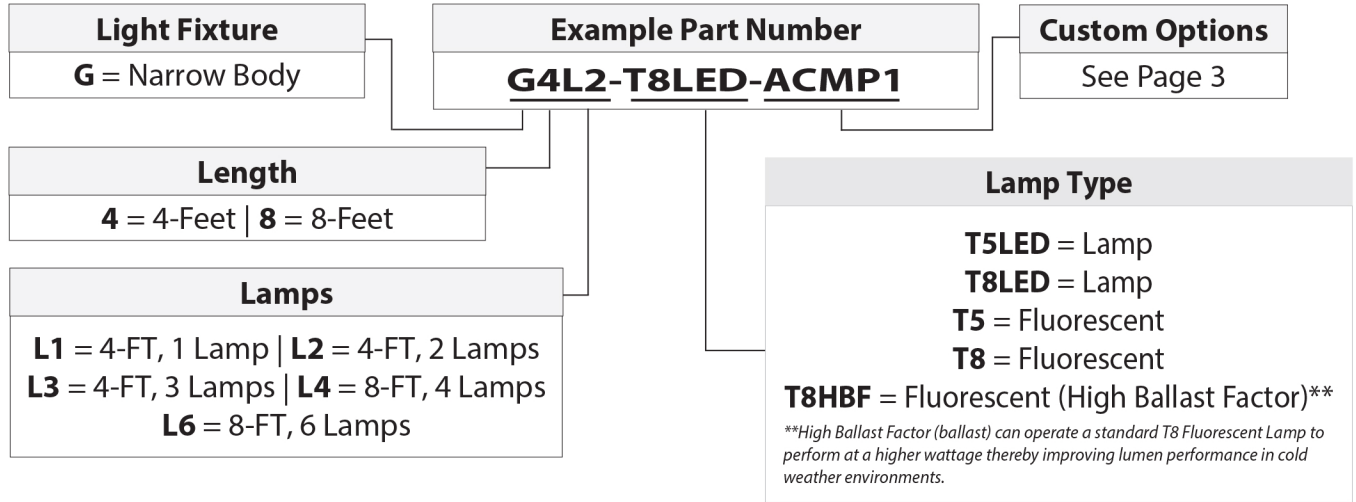 Light Fixture
G = Narrow Body
Example Part Number
G4L2-T8LED-ACMP1
Custom Options
See Page 3
Length
4 = 4-Feet | 8 = 8-Feet
Lamps
L1 = 4-FT, 1 Lamp | L2 = 4-FT, 2 Lamps
L3 = 4-FT, 3 Lamps | L4 = 8-FT, 4 Lamps
L6 = 8-FT, 6 Lamps
Lamp Type
T5LED = Lamp
T8LED = Lamp
T5 = Fluorescent
T8 = Fluorescent
T8HBF = Fluorescent (High Ballast Factor)**
**High Ballast Factor (ballast) can operate a standard T8 Fluorescent Lamp to
perform at a higher wattage thereby improving lumen performance in cold
weather environments.